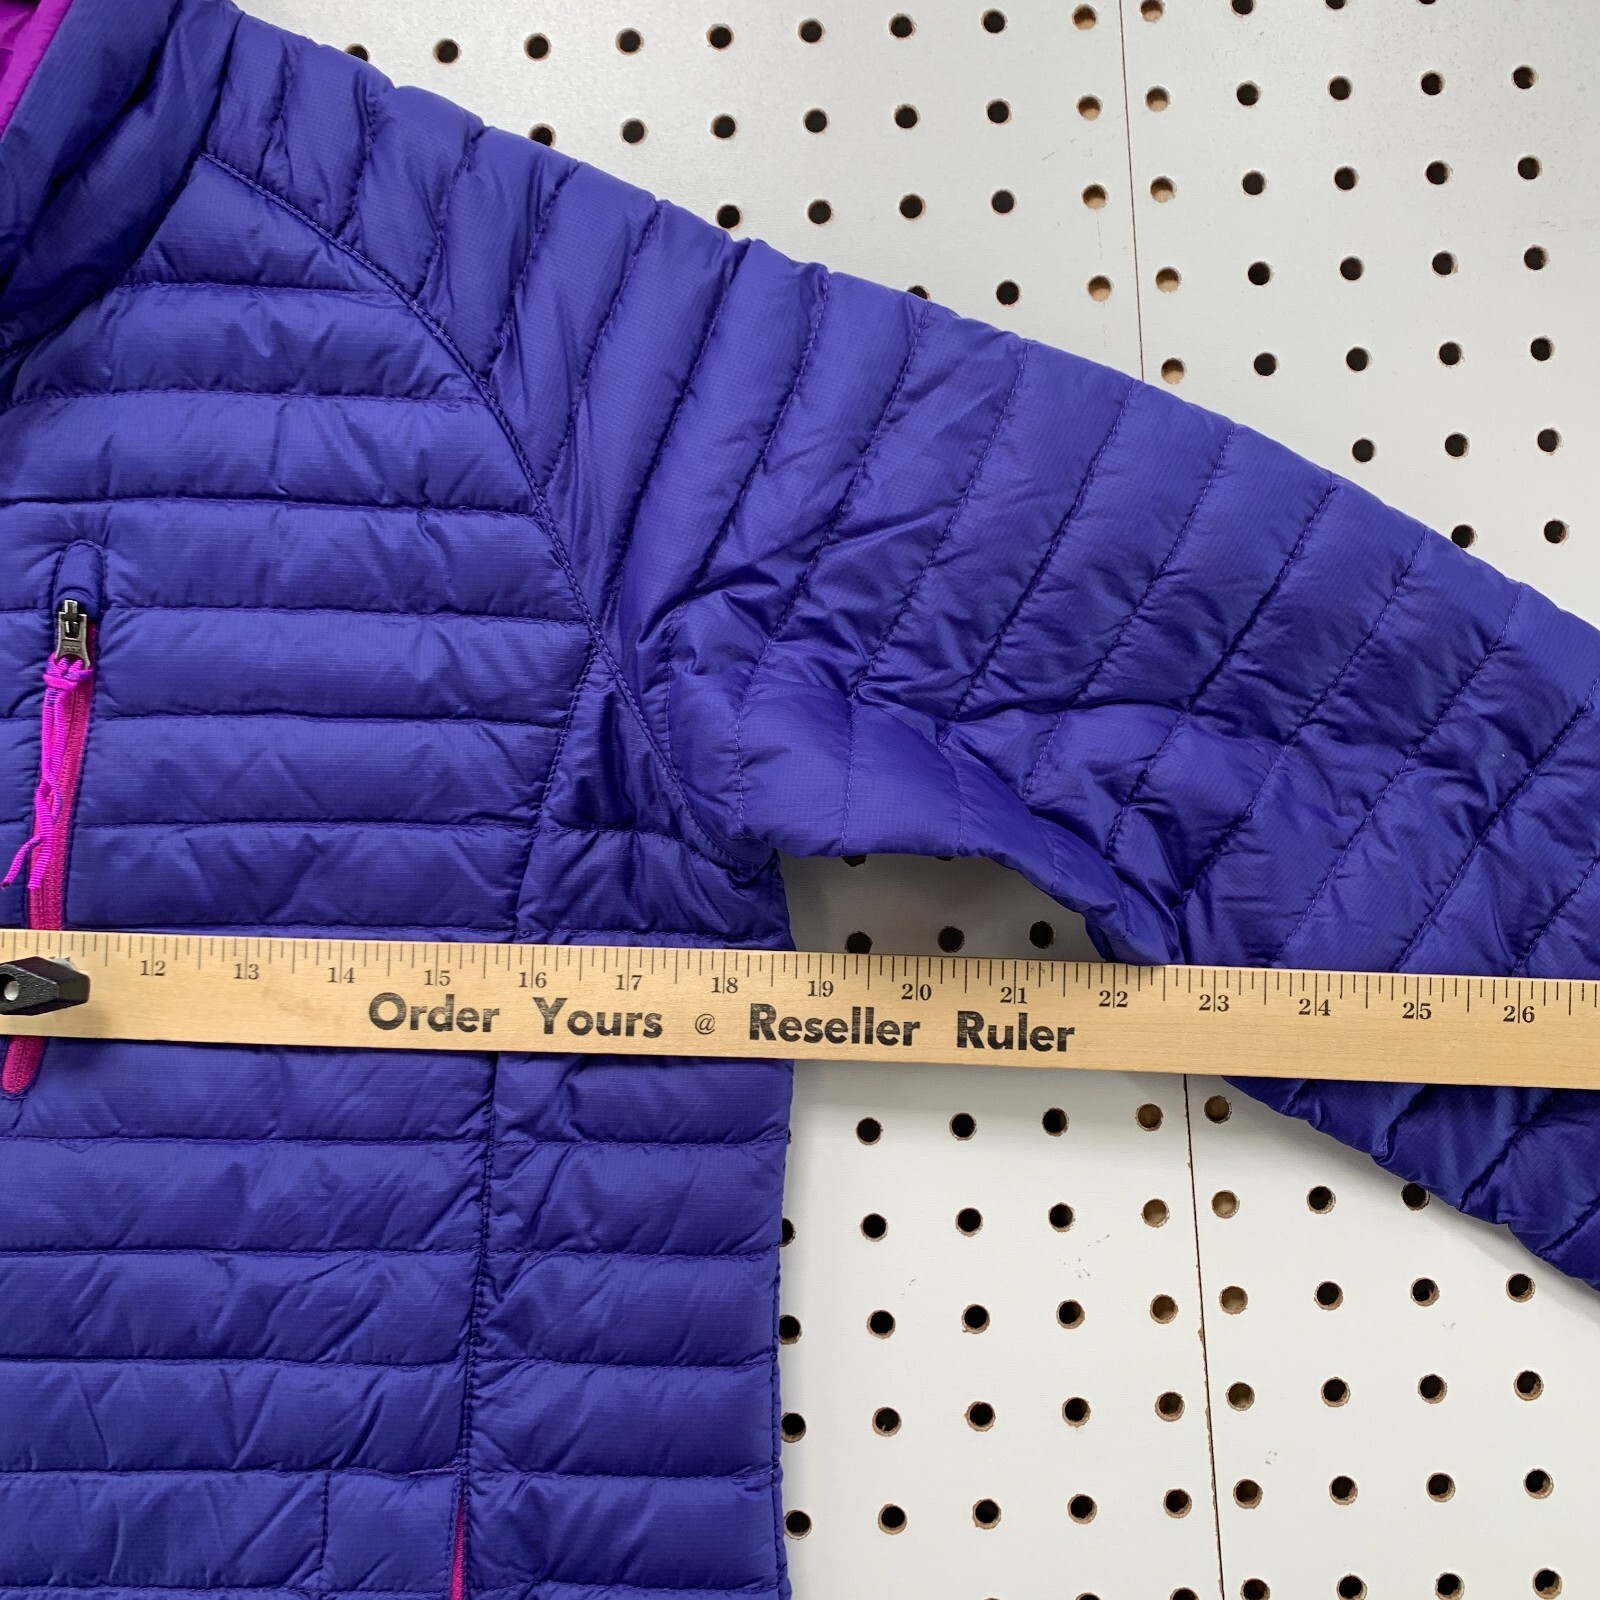 12 13 14 15 16 17 18 19 20 21 22 23 24 25 26
Order Yours @ Reseller Ruler